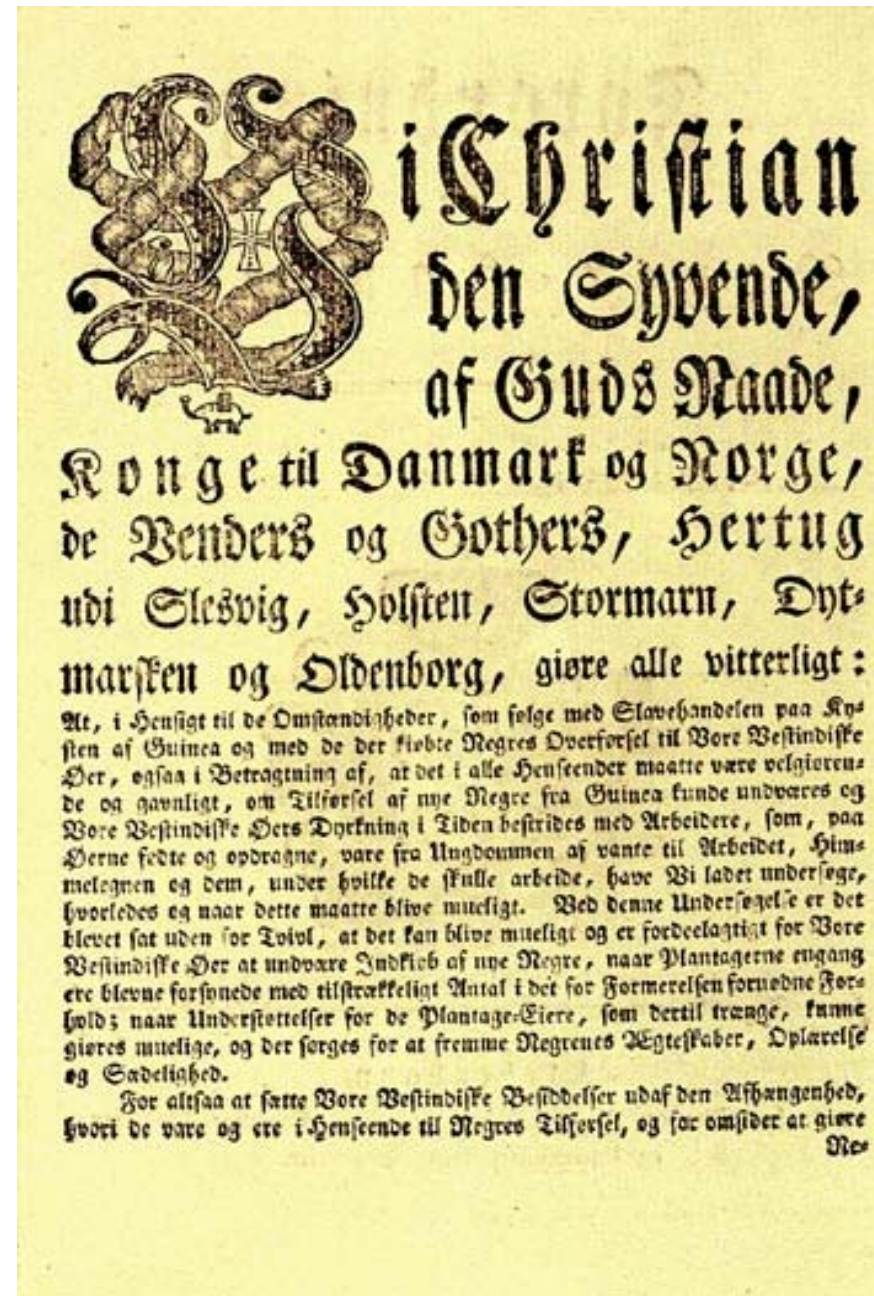 Vi Christian
den Syvende,
af Guds Naade,
Konge til Danmark og Norge,
de Venders og Gothers, Hertug
udi Slesvig, Holsten, Stormarn, Dyt-
marsken og Oldenborg, giøre alle vitterligt:
At, i Hensigt til de Omstændigheder, som følge med Slavehandelen paa Ky-
sten af Guinea og med de der kiøbte Negres Overførsel til Vore Vestindiske
Øer, ogsaa i Betragtning af, at det i alle Henseender maatte være velgiøren-
de og gavnligt, om Tilførsel af nye Negre fra Guinea kunde undværes og
Vore Vestindiske Øers Dyrkning i Tiden bestrides med Arbeidere, som, paa
Øerne fødte og opdragne, vare fra Ungdommen af vante til Arbeidet, Him-
melegnen og dem, under hvilke de skulle arbeide, have Vi ladet undersøge,
hvorledes og naar dette maatte blive mueligt. Ved denne Undersøgelse er det
blevet sat uden for Tvivl, at det kan blive mueligt og er fordeelagtigt for Vore
Vestindiske Øer at undvære Indkiøb af nye Negre, naar Plantagerne engang
ere blevne forsynede med tilstrækkeligt Antal i det for Formerelsen fornødne For-
hold; naar Understøttelser for de Plantage-Eiere, som dertil trænge, kunne
giøres muelige, og der sørges for at fremme Negrenes Ægteskaber, Oplærelse
og Sædelighed.
For altsaa at sætte Vore Vestindiske Besiddelser udaf den Afhængenhed,
hvori de vare og ere i Henseende til Negres Tilførsel, og for omsider at giøre
Ne-